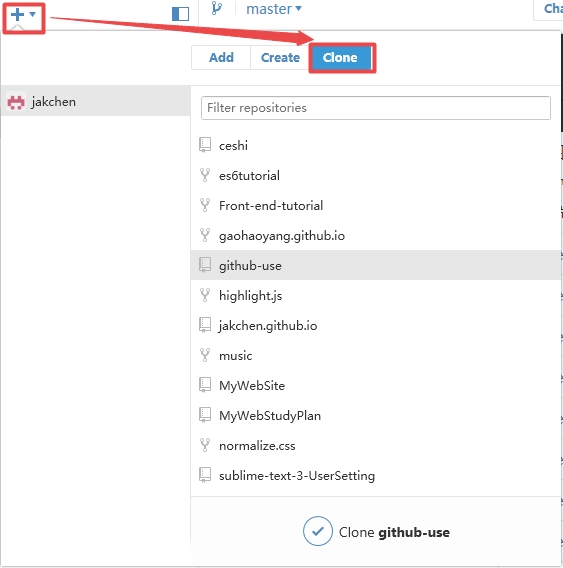 master
Cha
Add Create Clone
jakchen
Filter repositories
ceshi
es6tutorial
Front-end-tutorial
gaohaoyang.github.io
github-use
highlight.js
jakchen.github.io
music
MyWebSite
MyWebStudyPlan
normalize.css
sublime-text-3-UserSetting
Clone github-use